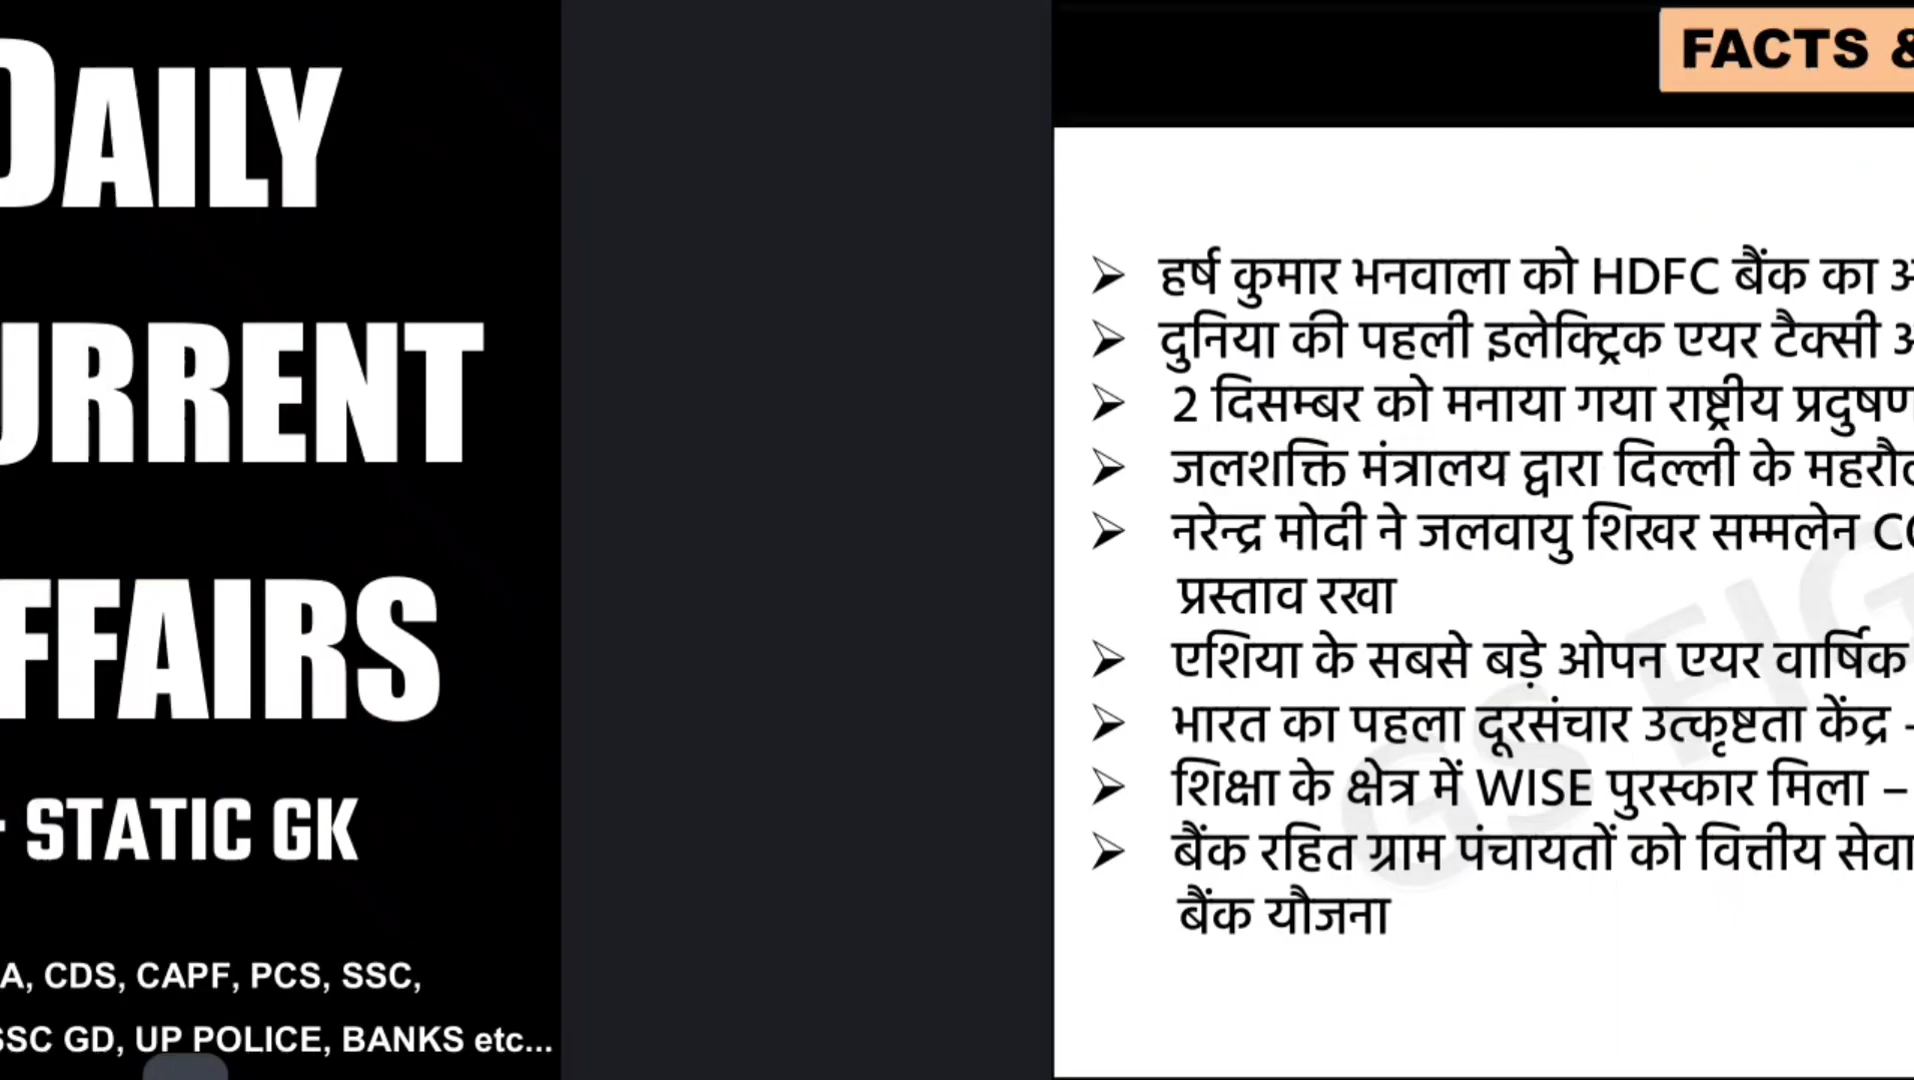 DAILY
URRENT
FFAIRS
STATIC GK
A, CDS, CAPF, PCS, SSC,
SSC GD, UP POLICE, BANKS etc...
FACTS &
➢ हर्ष कुमार भनवाला को HDFC बैंक का
➢ दुनिया की पहली इलेक्ट्रिक एयर टैक्सी
➢ 2 दिसम्बर को मनाया गया राष्ट्रीय प्रदुषण
➢ जलशक्ति मंत्रालय द्वारा दिल्ली के
➢ नरेन्द्र मोदी ने जलवायु शिखर सम्मलेन
प्रस्ताव रखा
➢ एशिया के सबसे बड़े ओपन एयर वार्षिक
➢ भारत का पहला दूरसंचार उत्कृष्टता केंद्र -
➢ शिक्षा के क्षेत्र में WISE पुरस्कार मिला –
➢ बैंक रहित ग्राम पंचायतों को वित्तीय सेवा
बैंक यौजना